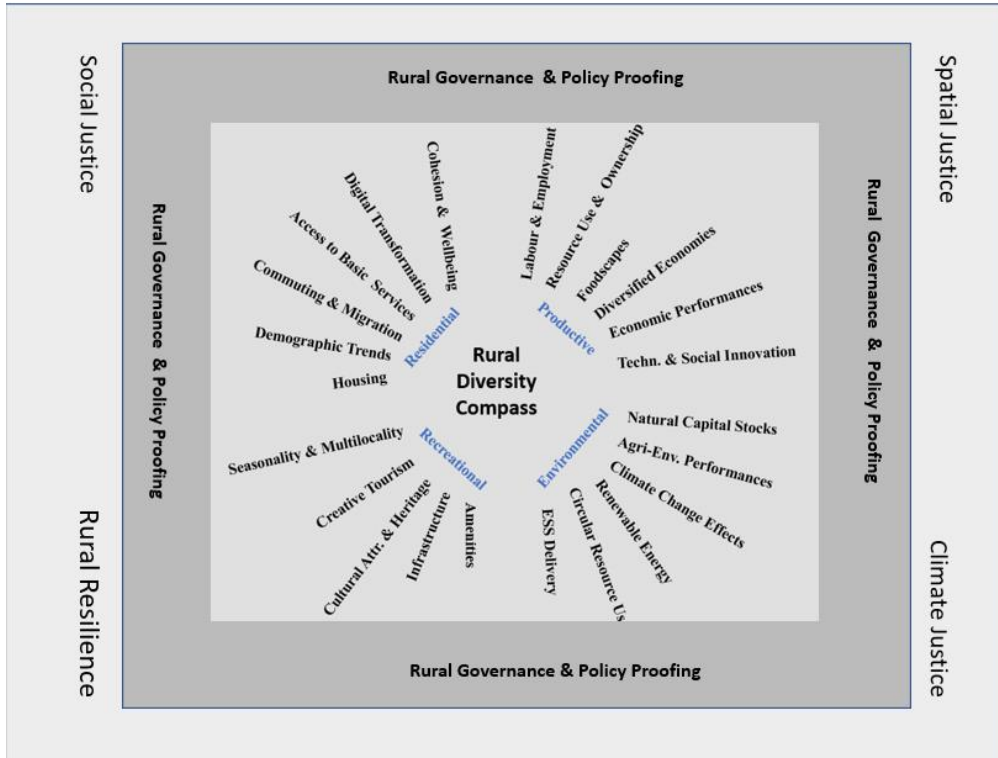 Social Justice
Spatial Justice
Rural Governance & Policy Proofing
Rural Governance & Policy Proofing
Rural Governance & Policy Proofing
Cohesion & Wellbeing
Digital Transformation
Access to Basic Services
Commuting & Migration
Demographic Trends
Housing
Residential
Labour & Employment
Resource Use & Ownership
Foodscapes
Diversified Economies
Economic Performances
Techn. & Social Innovation
Productive
Rural
Diversity
Compass
Recreational
Seasonality & Multilocality
Creative Tourism
Cultural Attr. & Heritage
Infrastructure
Amenities
Environmental
Natural Capital Stocks
Agri-Env. Performances
Climate Change Effects
Renewable Energy
Circular Resource Us
ESS Delivery
Rural Governance & Policy Proofing
Rural Resilience
Climate Justice